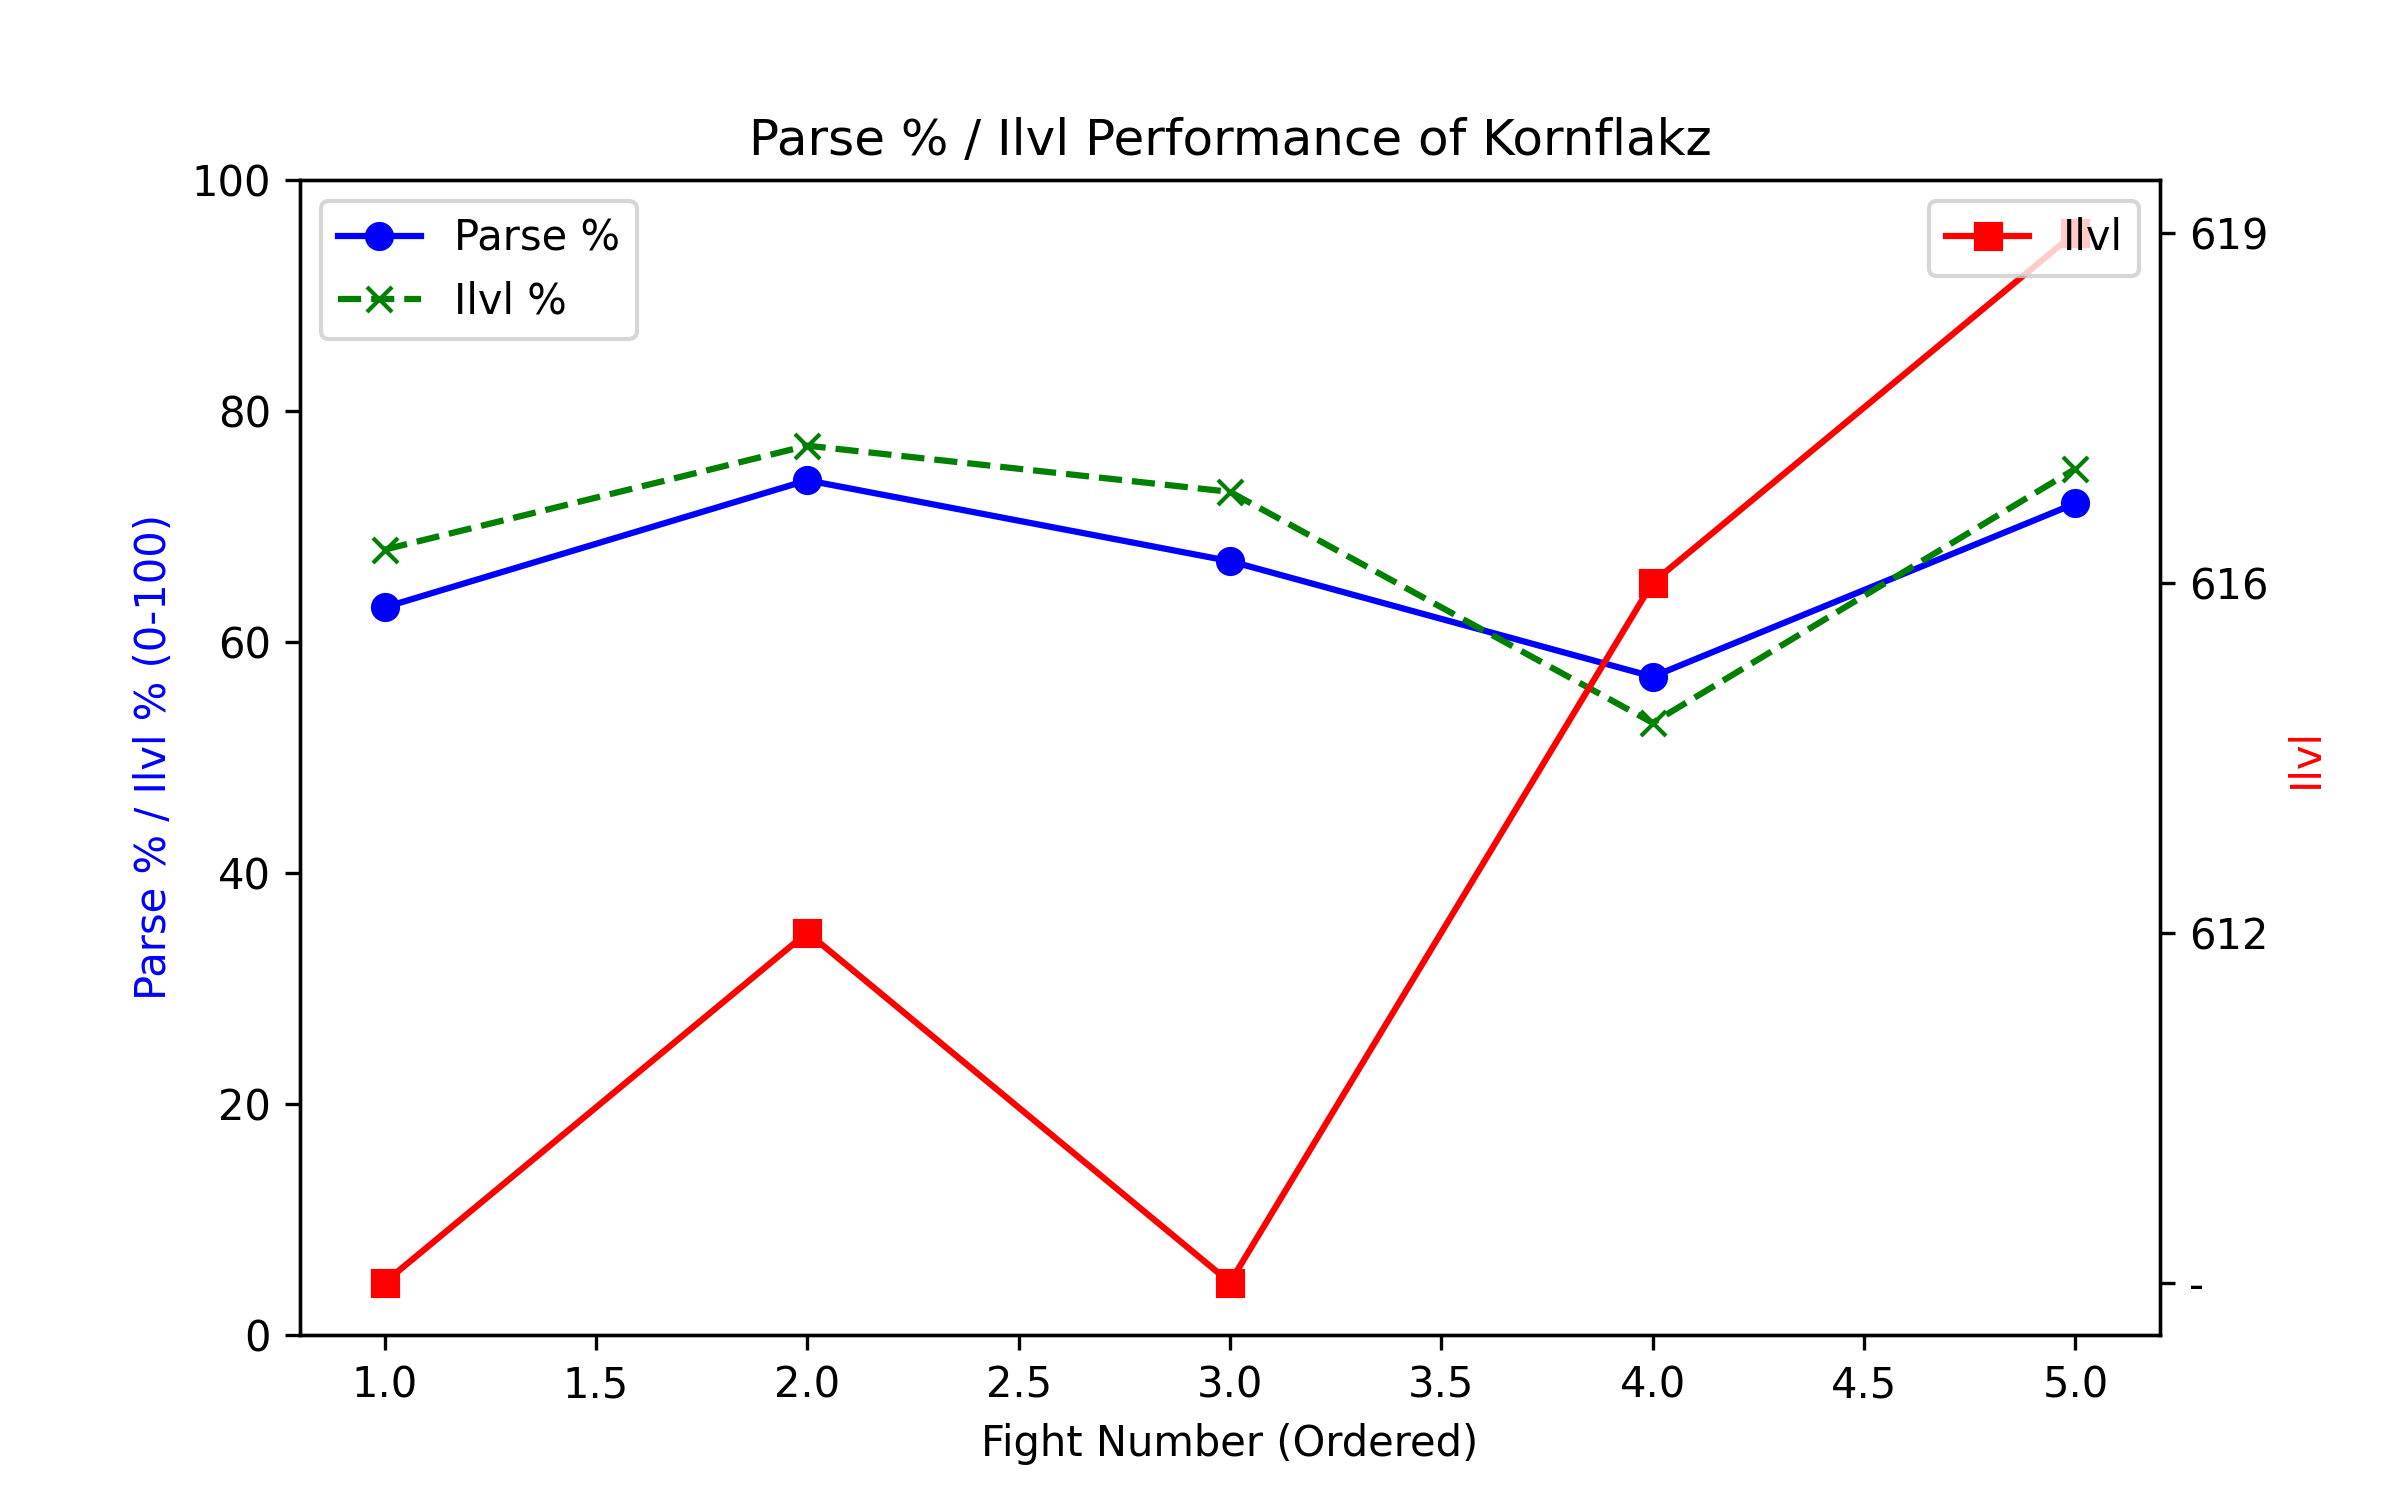 Parse % / Ilvl Performance of Kornflakz
Parse %
Ilvl %
Ilvl
100
80
60
40
20
0
Parse % / Ilvl % (0-100)
619
616
612
-
Ilvl
1.0 1.5 2.0 2.5 3.0 3.5 4.0 4.5 5.0
Fight Number (Ordered)